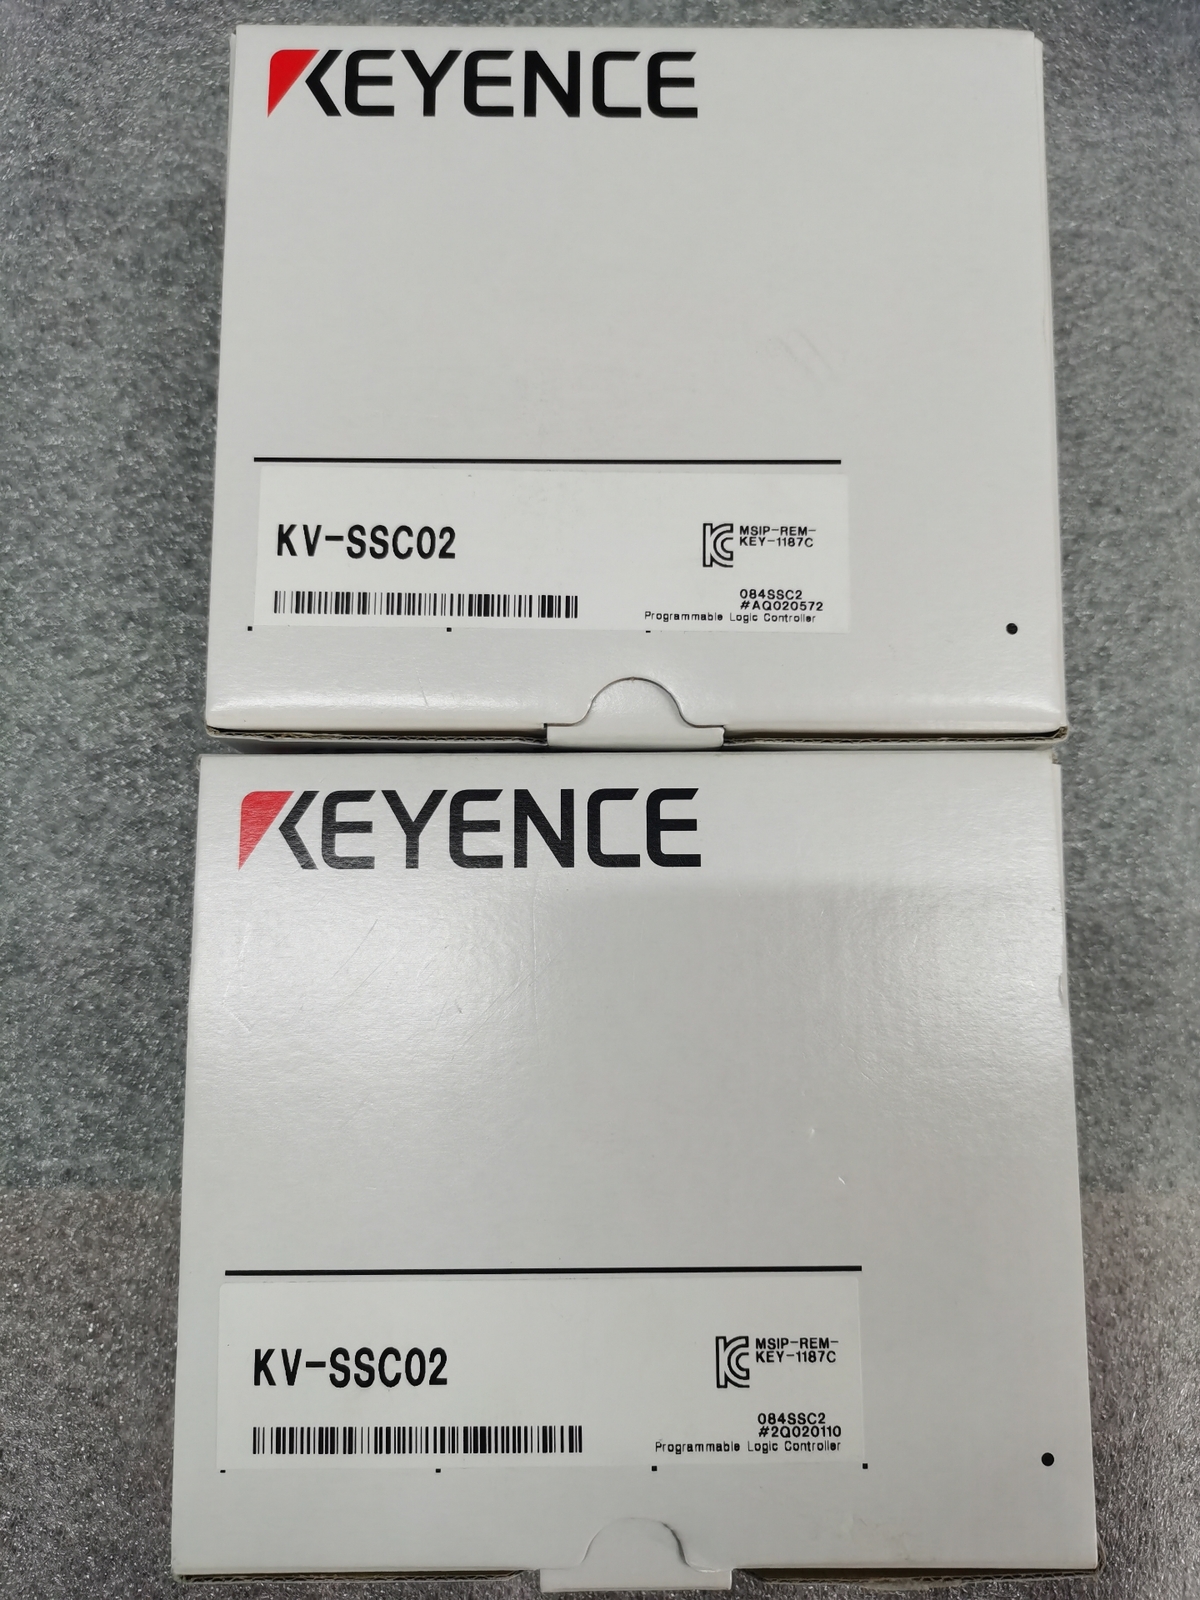 KEYENCE
KV-SSC02
MSIP-REM-
KEY-1187C
084SSC2
#AQ020572
Programmable Logic Controller
KEYENCE
KV-SSC02
MSIP-REM-
KEY-1187C
084SSC2
#2Q020110
Programmable Logic Controller